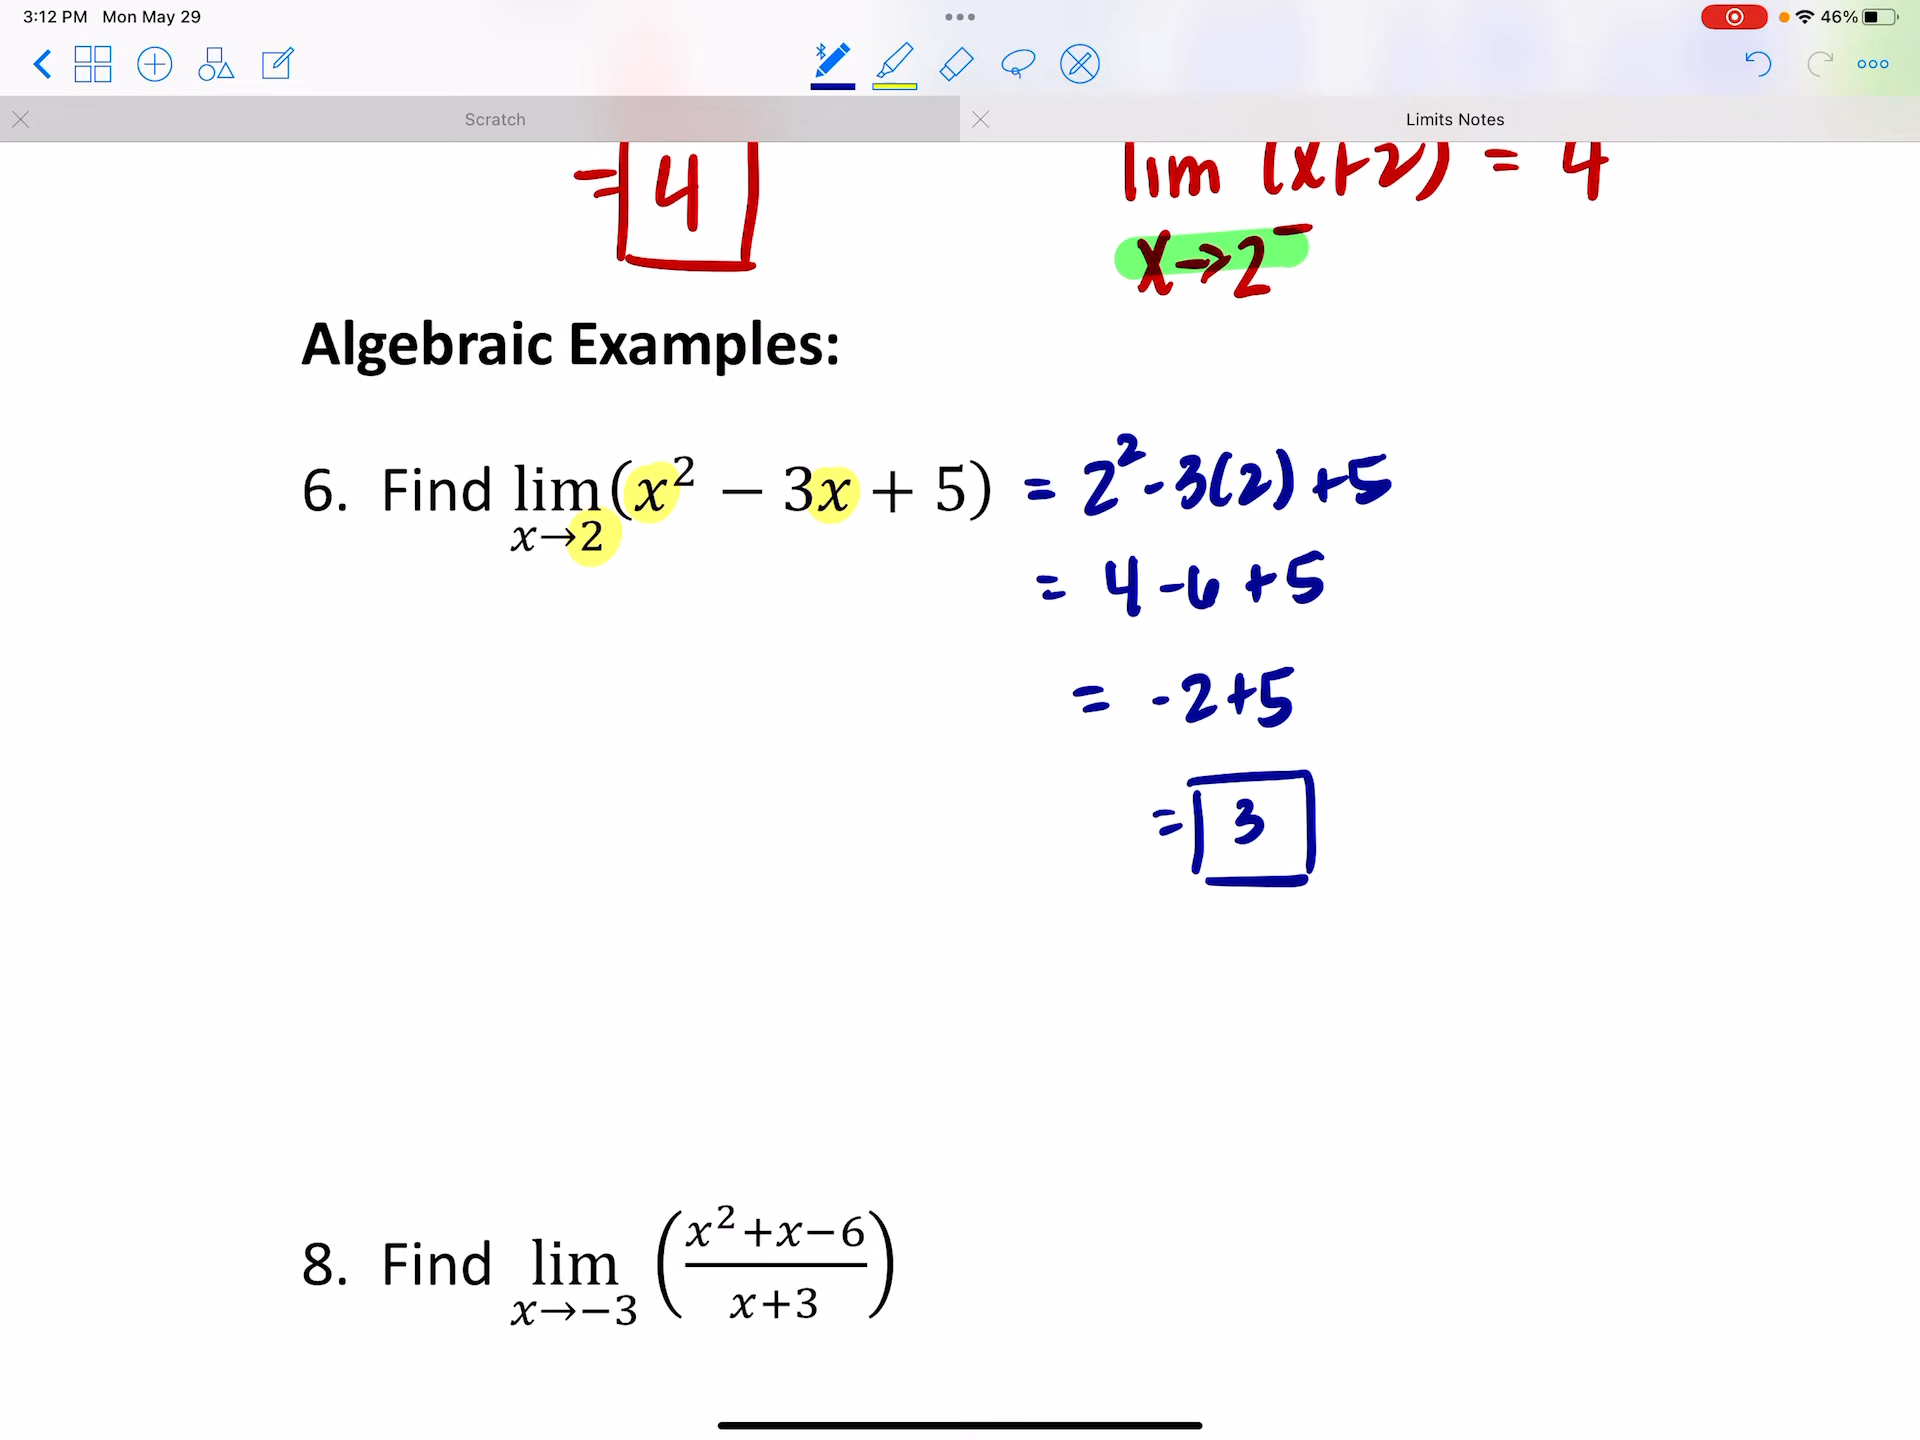 3:12 PM Mon May 29
46%
Scratch
Limits Notes
= 4
lim (x+2) = 4
x→2⁻
Algebraic Examples:
6. Find lim (x² − 3x + 5) = 2² - 3(2) + 5
x→2
= 4 - 6 + 5
= -2 + 5
= 3
8. Find lim ((x²+x−6)/(x+3))
x→−3